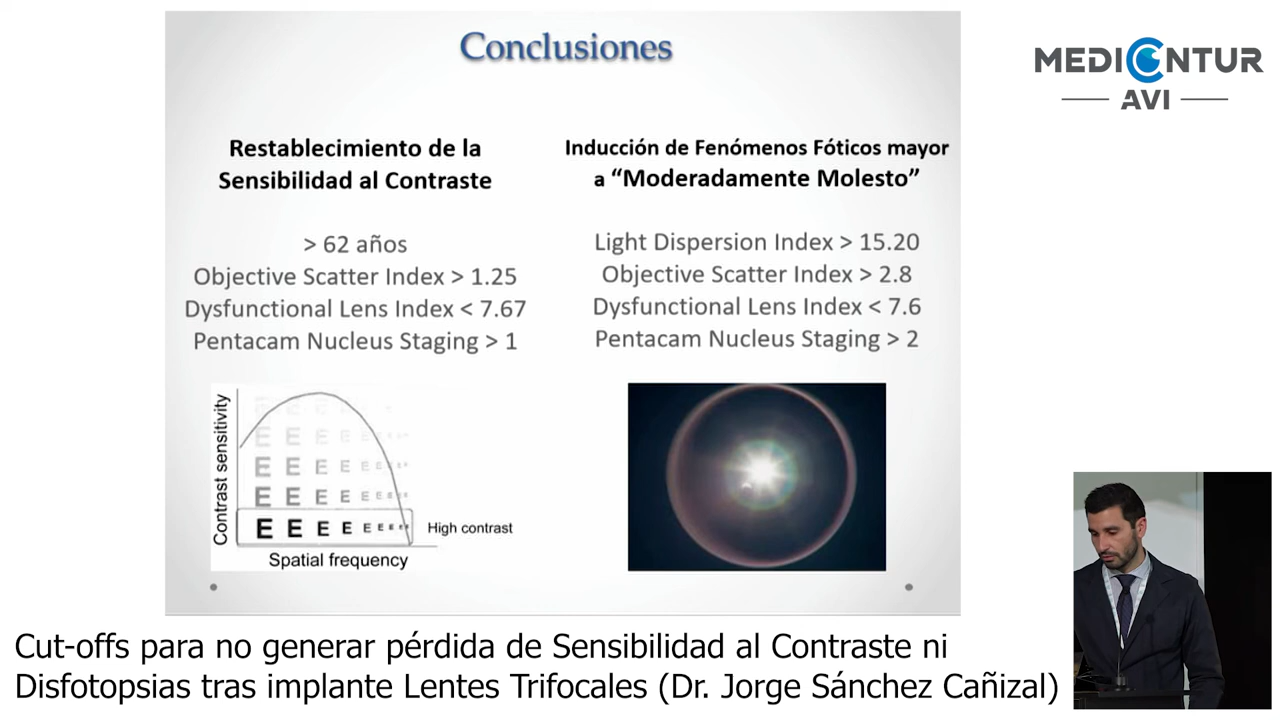 Conclusiones
MEDICNTUR
AVI
Restablecimiento de la
Sensibilidad al Contraste
> 62 años
Objective Scatter Index > 1.25
Dysfunctional Lens Index < 7.67
Pentacam Nucleus Staging > 1
Inducción de Fenómenos Fóticos mayor
a “Moderadamente Molesto”
Light Dispersion Index > 15.20
Objective Scatter Index > 2.8
Dysfunctional Lens Index < 7.6
Pentacam Nucleus Staging > 2
Contrast sensitivity
E E E E E E E
E E E E E E E
E E E E E E E
High contrast
Spatial frequency
Cut-offs para no generar pérdida de Sensibilidad al Contraste ni
Disfotopsias tras implante Lentes Trifocales (Dr. Jorge Sánchez Cañizal)